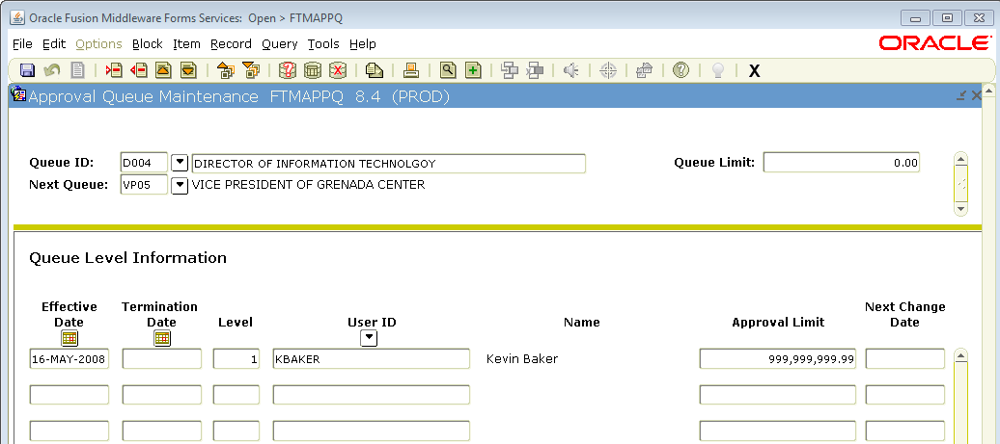 Oracle Fusion Middleware Forms Services: Open > FTMAPPQ
File Edit Options Block Item Record Query Tools Help
ORACLE
X
Approval Queue Maintenance FTMAPPQ 8.4 (PROD)
Queue ID: D004 DIRECTOR OF INFORMATION TECHNOLGOY Queue Limit: 0.00
Next Queue: VP05 VICE PRESIDENT OF GRENADA CENTER
Queue Level Information
Effective Date Termination Date Level User ID Name Approval Limit Next Change Date
16-MAY-2008 1 KBAKER Kevin Baker 999,999,999.99